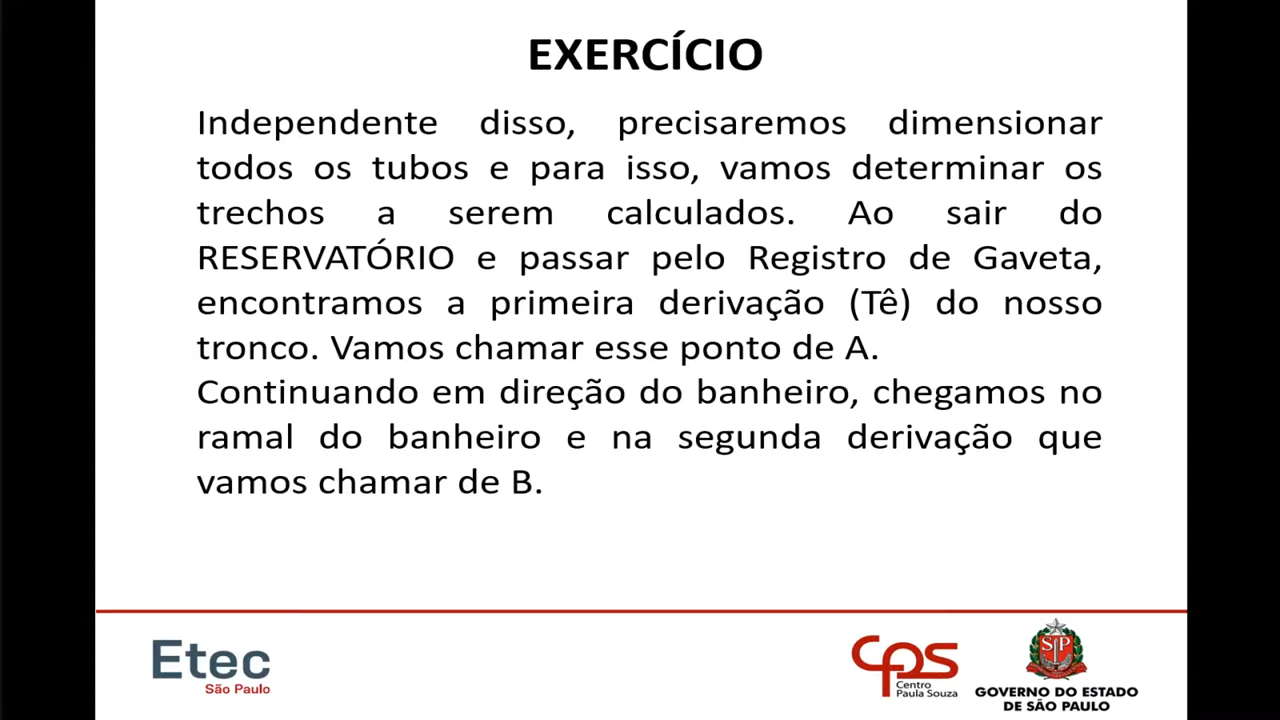 EXERCÍCIO
Independente disso, precisaremos dimensionar
todos os tubos e para isso, vamos determinar os
trechos a serem calculados. Ao sair do
RESERVATÓRIO e passar pelo Registro de Gaveta,
encontramos a primeira derivação (Tê) do nosso
tronco. Vamos chamar esse ponto de A.
Continuando em direção do banheiro, chegamos no
ramal do banheiro e na segunda derivação que
vamos chamar de B.
Etec
São Paulo
cps
Centro
Paula Souza
SP
GOVERNO DO ESTADO
DE SÃO PAULO